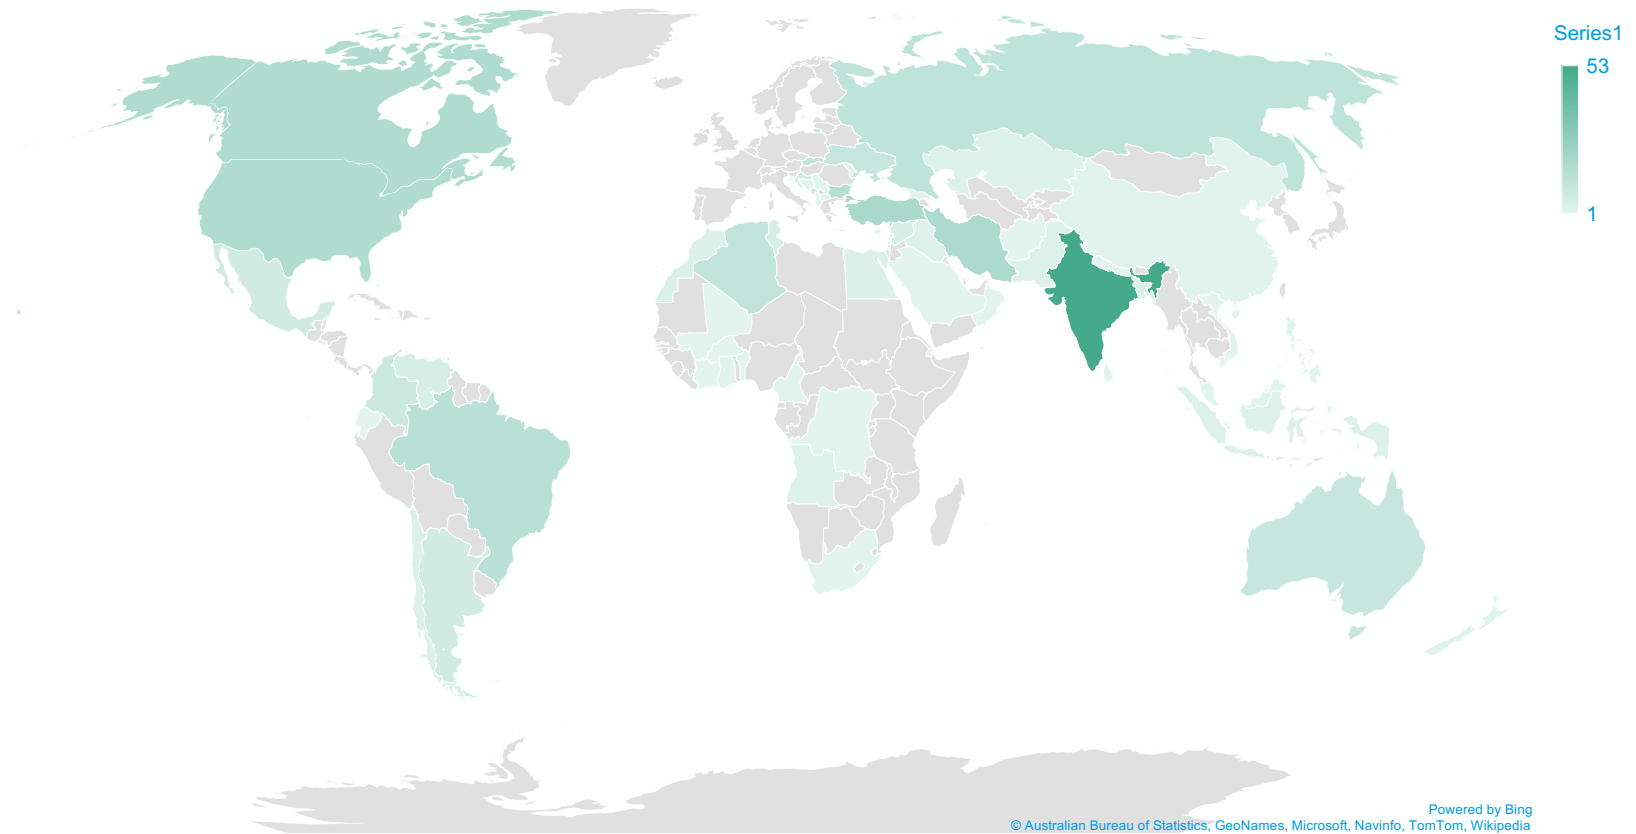 Series1
53
1
Powered by Bing
© Australian Bureau of Statistics, GeoNames, Microsoft, Navinfo, TomTom, Wikipedia